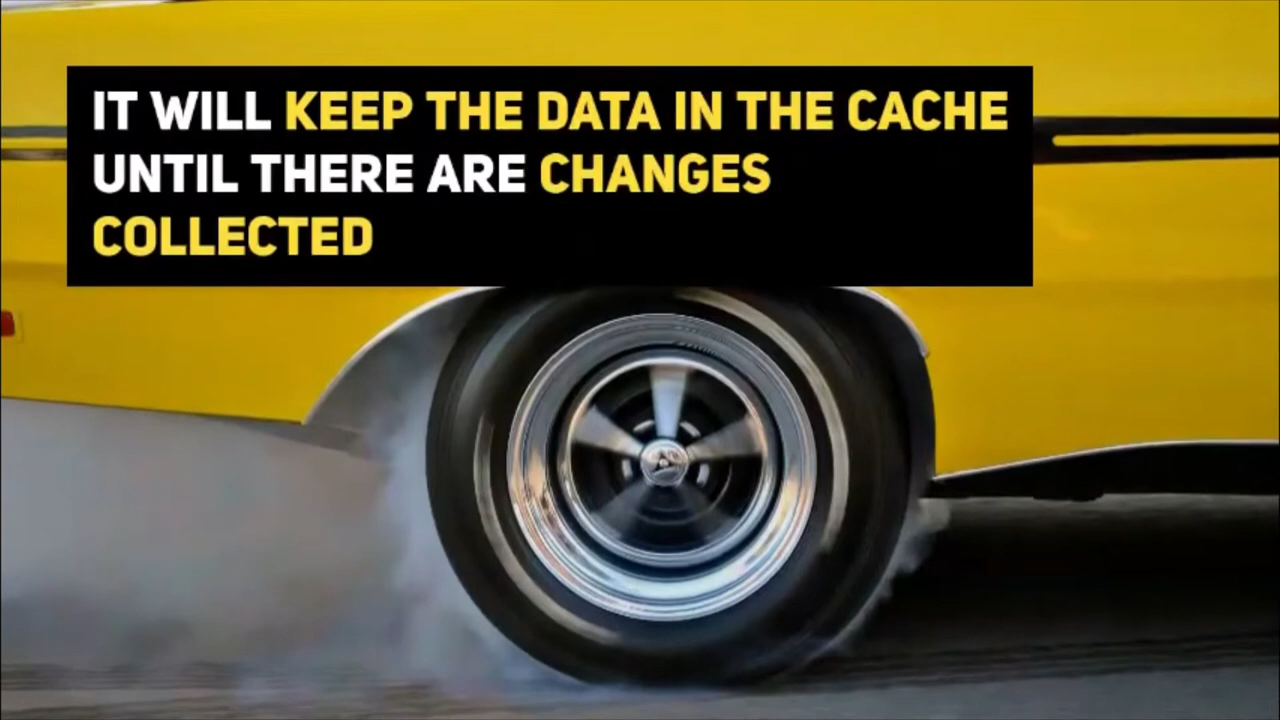 IT WILL KEEP THE DATA IN THE CACHE
UNTIL THERE ARE CHANGES
COLLECTED